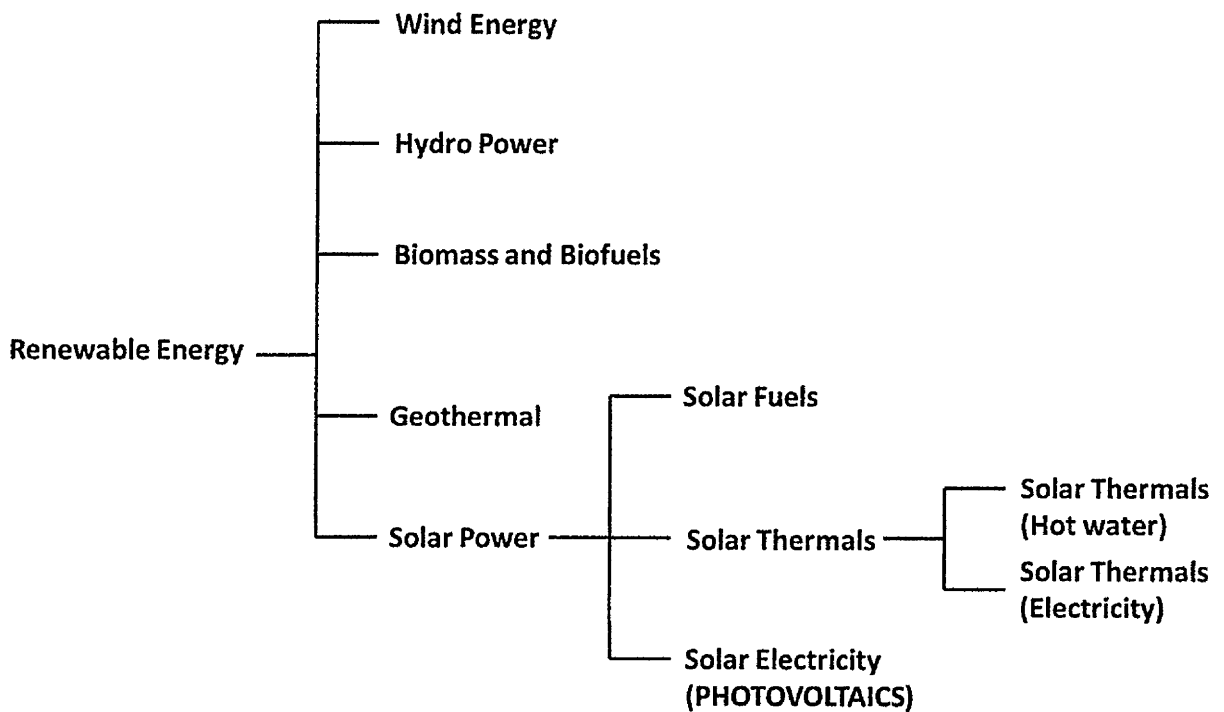 Wind Energy
Hydro Power
Biomass and Biofuels
Renewable Energy
Geothermal
Solar Power
Solar Fuels
Solar Thermals
Solar Thermals
(Hot water)
Solar Thermals
(Electricity)
Solar Electricity
(PHOTOVOLTAICS)